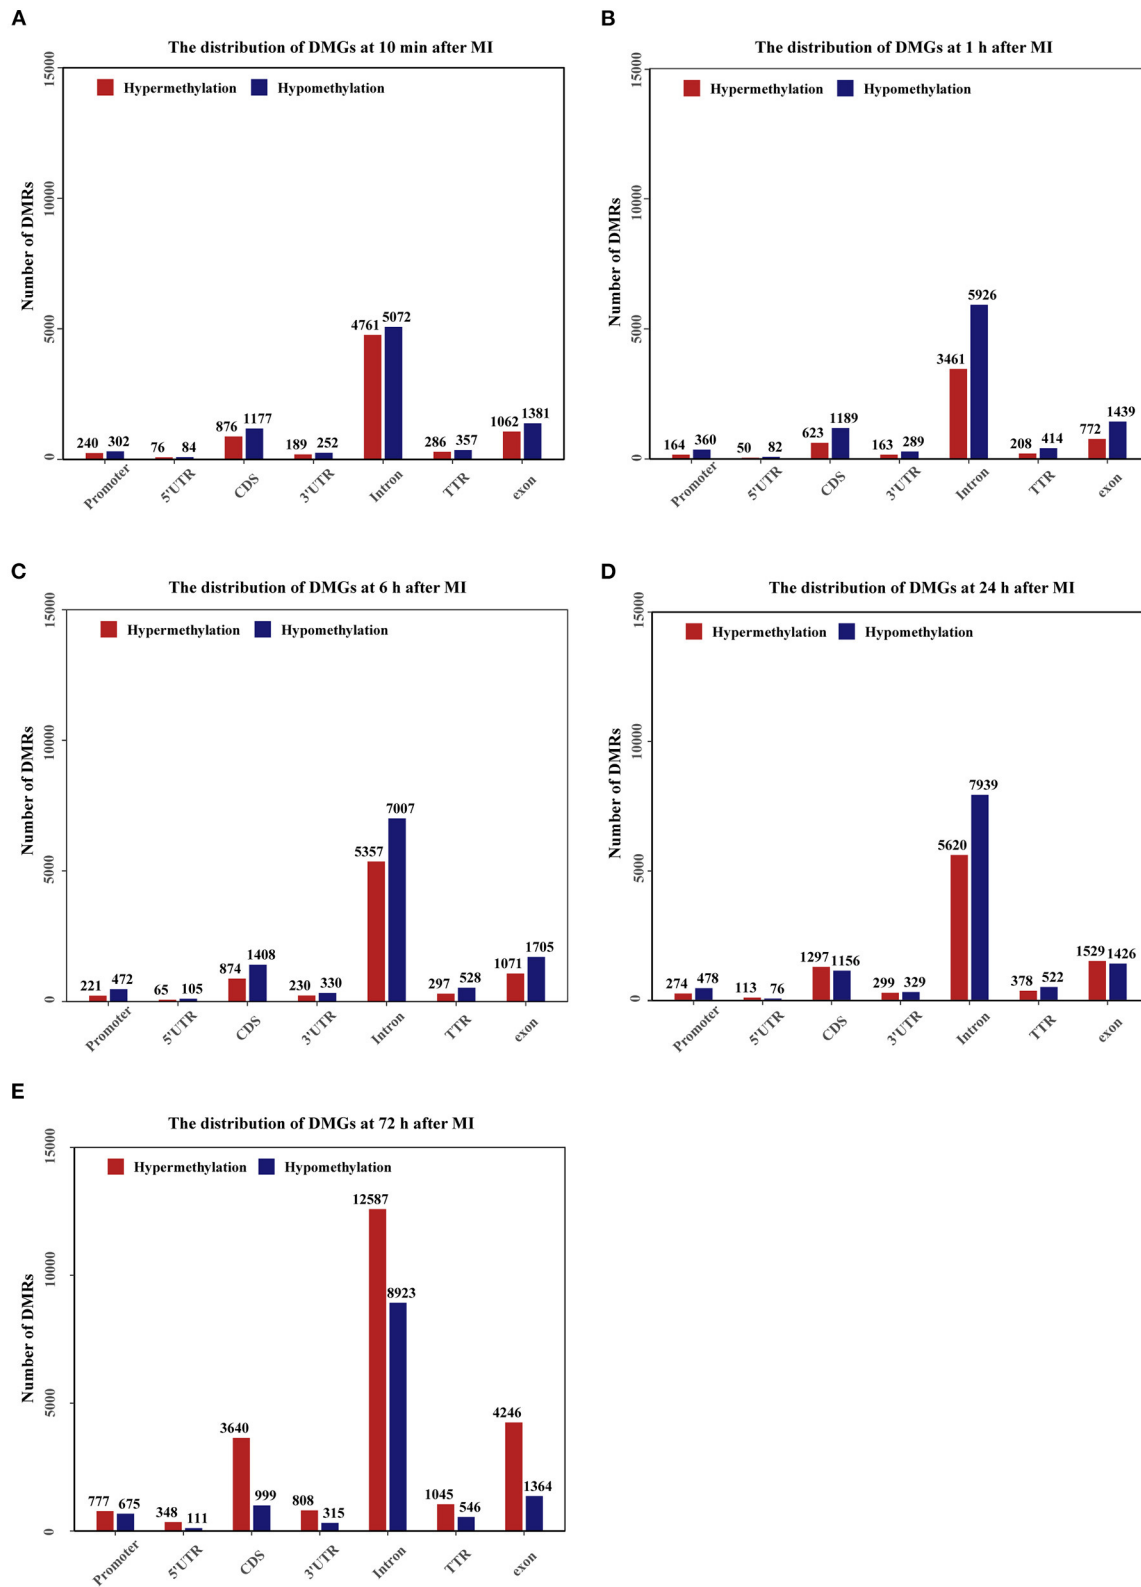 A
The distribution of DMGs at 10 min after MI
Hypermethylation Hypomethylation
Number of DMRs
15000
10000
5000
0
240 302 76 84 876 1177 189 252 4761 5072 286 357 1062 1381
Promoter 5'UTR CDS 3'UTR Intron TTR exon
B
The distribution of DMGs at 1 h after MI
Hypermethylation Hypomethylation
Number of DMRs
15000
10000
5000
0
164 360 50 82 623 1189 163 289 3461 5926 208 414 772 1439
Promoter 5'UTR CDS 3'UTR Intron TTR exon
C
The distribution of DMGs at 6 h after MI
Hypermethylation Hypomethylation
Number of DMRs
15000
10000
5000
0
221 472 65 105 874 1408 230 330 5357 7007 297 528 1071 1705
Promoter 5'UTR CDS 3'UTR Intron TTR exon
D
The distribution of DMGs at 24 h after MI
Hypermethylation Hypomethylation
Number of DMRs
15000
10000
5000
0
274 478 113 76 1297 1156 299 329 5620 7939 378 522 1529 1426
Promoter 5'UTR CDS 3'UTR Intron TTR exon
E
The distribution of DMGs at 72 h after MI
Hypermethylation Hypomethylation
Number of DMRs
15000
10000
5000
0
777 675 348 111 3640 999 808 315 12587 8923 1045 546 4246 1364
Promoter 5'UTR CDS 3'UTR Intron TTR exon